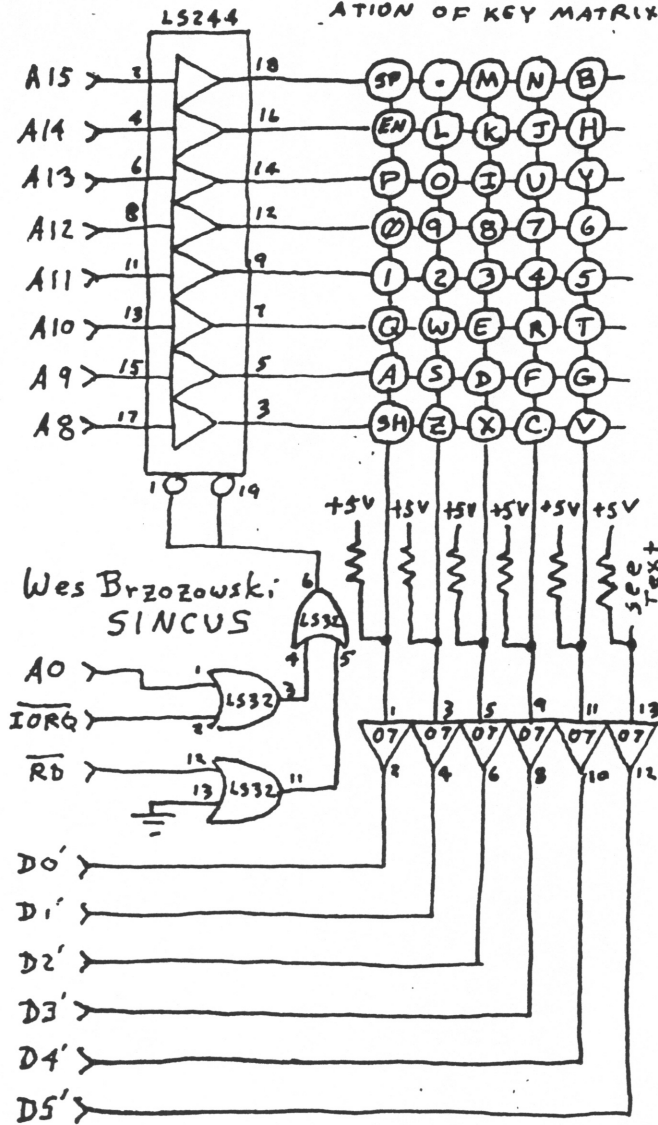 LS244
ATION OF KEY MATRIX
A15 2 18 SP . M N B
A14 4 16 EN L K J H
A13 6 14 P O I U Y
A12 8 12 0 9 8 7 6
A11 11 9 1 2 3 4 5
A10 13 7 Q W E R T
A9 15 5 A S D F G
A8 17 3 SH Z X C V
1 19
+5V +5V +5V +5V +5V +5V
see Text
Wes Brzozowski
SINCUS
6
LS32
4 5
A0 1
LS32 3
IORQ 2
RD 12
LS32 11
13
1 3 5 9 11 13
07 07 07 07 07 07
2 4 6 8 10 12
D0'
D1'
D2'
D3'
D4'
D5'